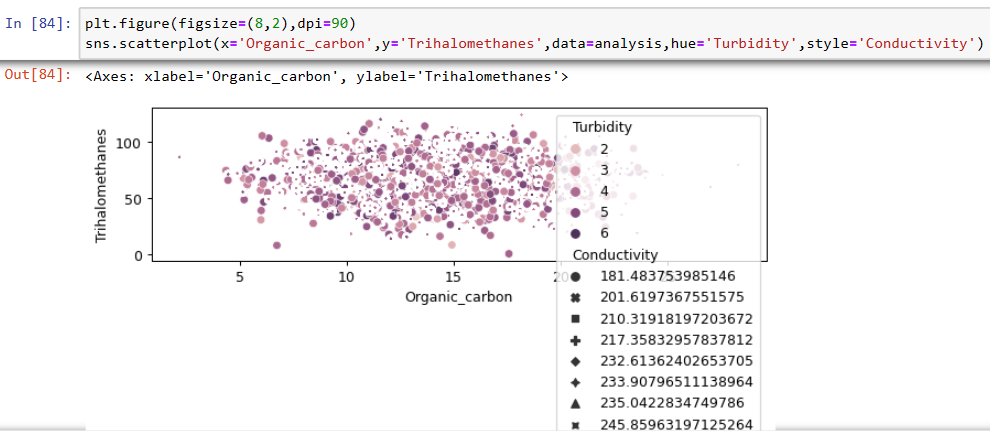 In [84]: plt.figure(figsize=(8,2),dpi=90)
sns.scatterplot(x='Organic_carbon',y='Trihalomethanes',data=analysis,hue='Turbidity',style='Conductivity')
Out[84]: <Axes: xlabel='Organic_carbon', ylabel='Trihalomethanes'>
Trihalomethanes
100
50
0
5
10
15
20
Organic_carbon
Turbidity
2
3
4
5
6
Conductivity
181.483753985146
201.6197367551575
210.31918197203672
217.35832957837812
232.61362402653705
233.90796511138964
235.0422834749786
245.85963197125264